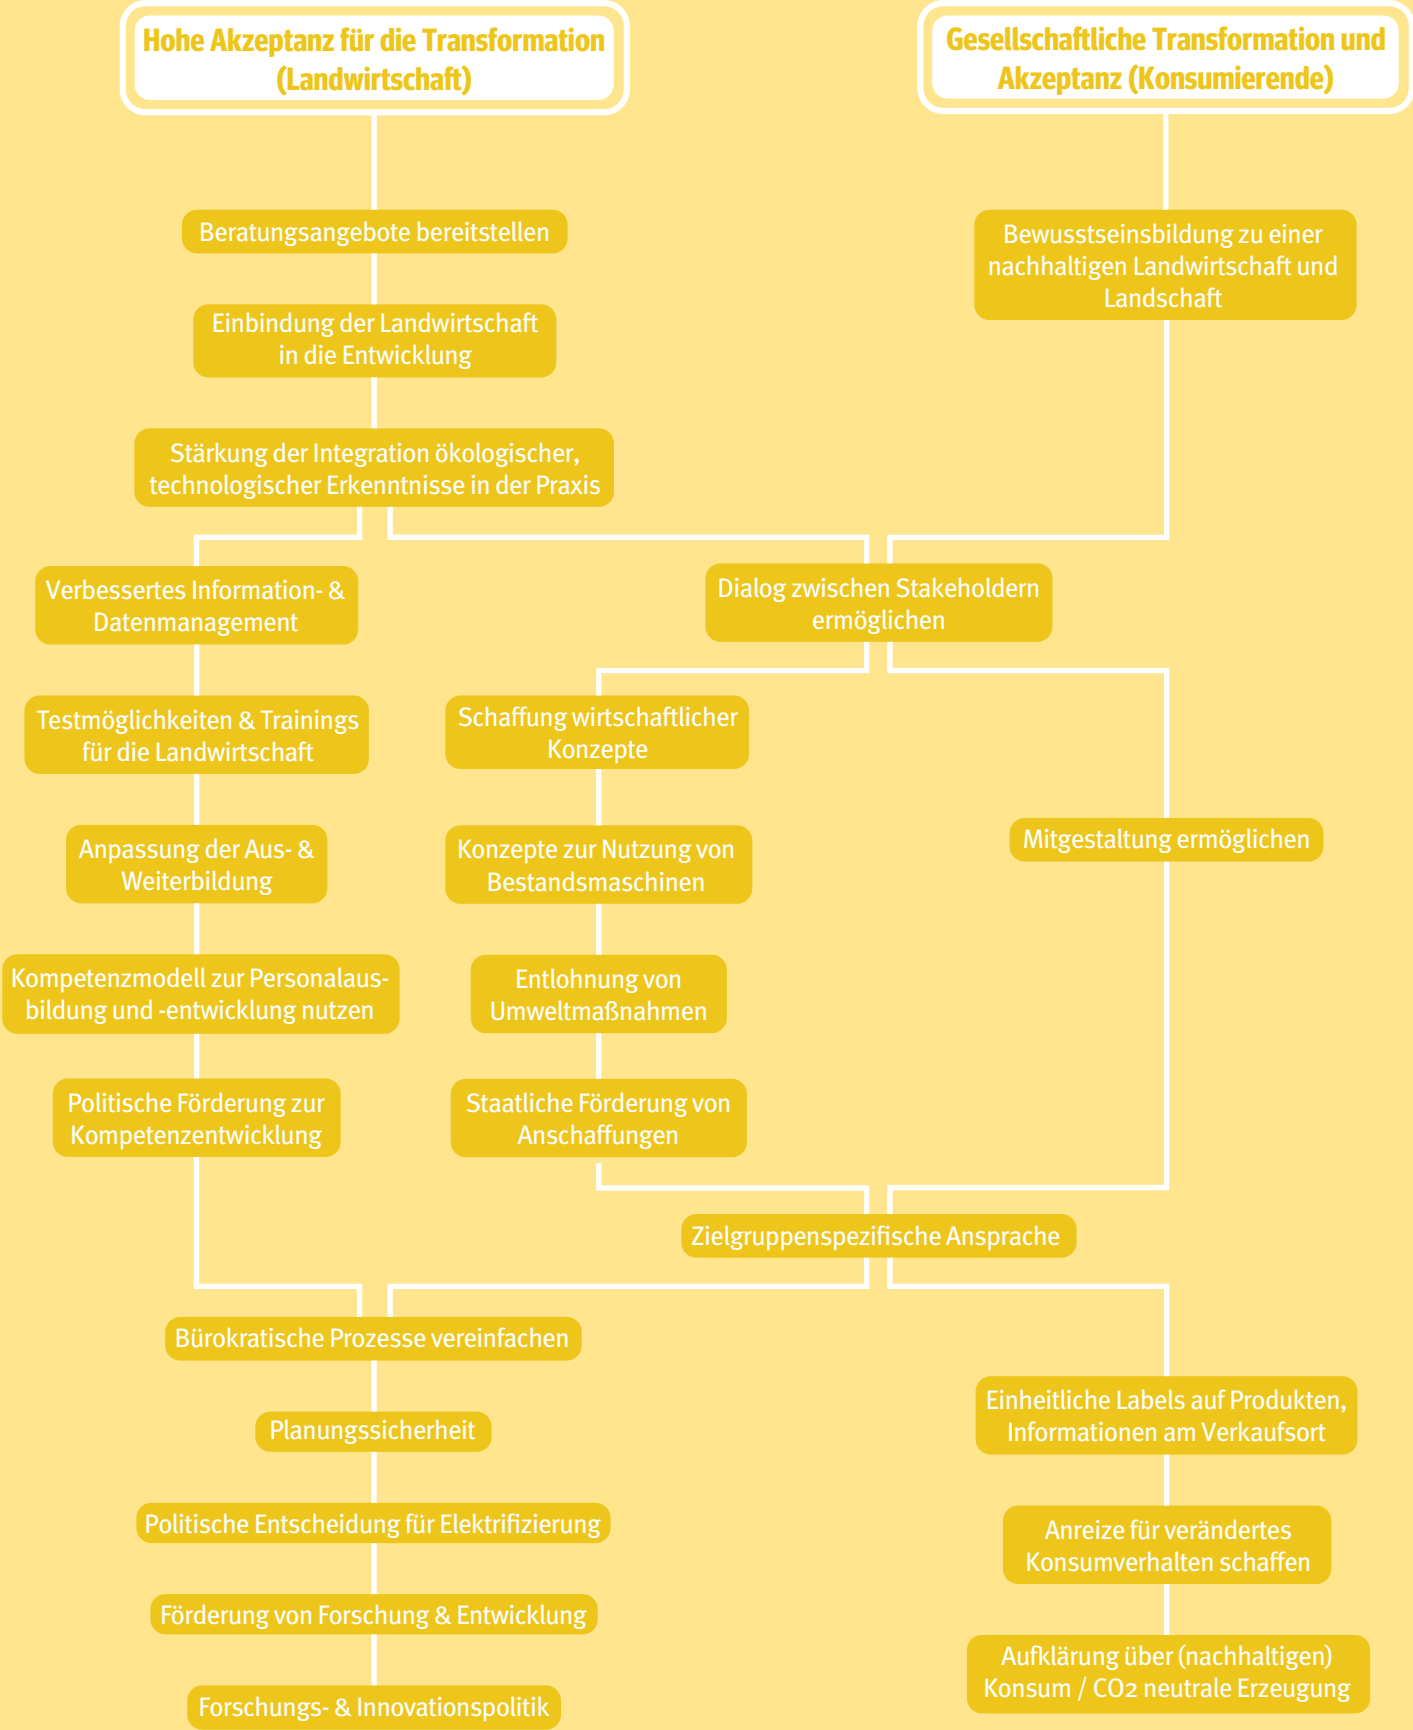 Hohe Akzeptanz für die Transformation
(Landwirtschaft)
Gesellschaftliche Transformation und
Akzeptanz (Konsumierende)
Beratungsangebote bereitstellen
Bewusstseinsbildung zu einer
nachhaltigen Landwirtschaft und
Landschaft
Einbindung der Landwirtschaft
in die Entwicklung
Stärkung der Integration ökologischer,
technologischer Erkenntnisse in der Praxis
Verbessertes Information- &
Datenmanagement
Dialog zwischen Stakeholdern
ermöglichen
Testmöglichkeiten & Trainings
für die Landwirtschaft
Schaffung wirtschaftlicher
Konzepte
Anpassung der Aus- &
Weiterbildung
Konzepte zur Nutzung von
Bestandsmaschinen
Mitgestaltung ermöglichen
Kompetenzmodell zur Personalaus-
bildung und -entwicklung nutzen
Entlohnung von
Umweltmaßnahmen
Politische Förderung zur
Kompetenzentwicklung
Staatliche Förderung von
Anschaffungen
Zielgruppenspezifische Ansprache
Bürokratische Prozesse vereinfachen
Einheitliche Labels auf Produkten,
Informationen am Verkaufsort
Planungssicherheit
Politische Entscheidung für Elektrifizierung
Anreize für verändertes
Konsumverhalten schaffen
Förderung von Forschung & Entwicklung
Aufklärung über (nachhaltigen)
Konsum / CO2 neutrale Erzeugung
Forschungs- & Innovationspolitik